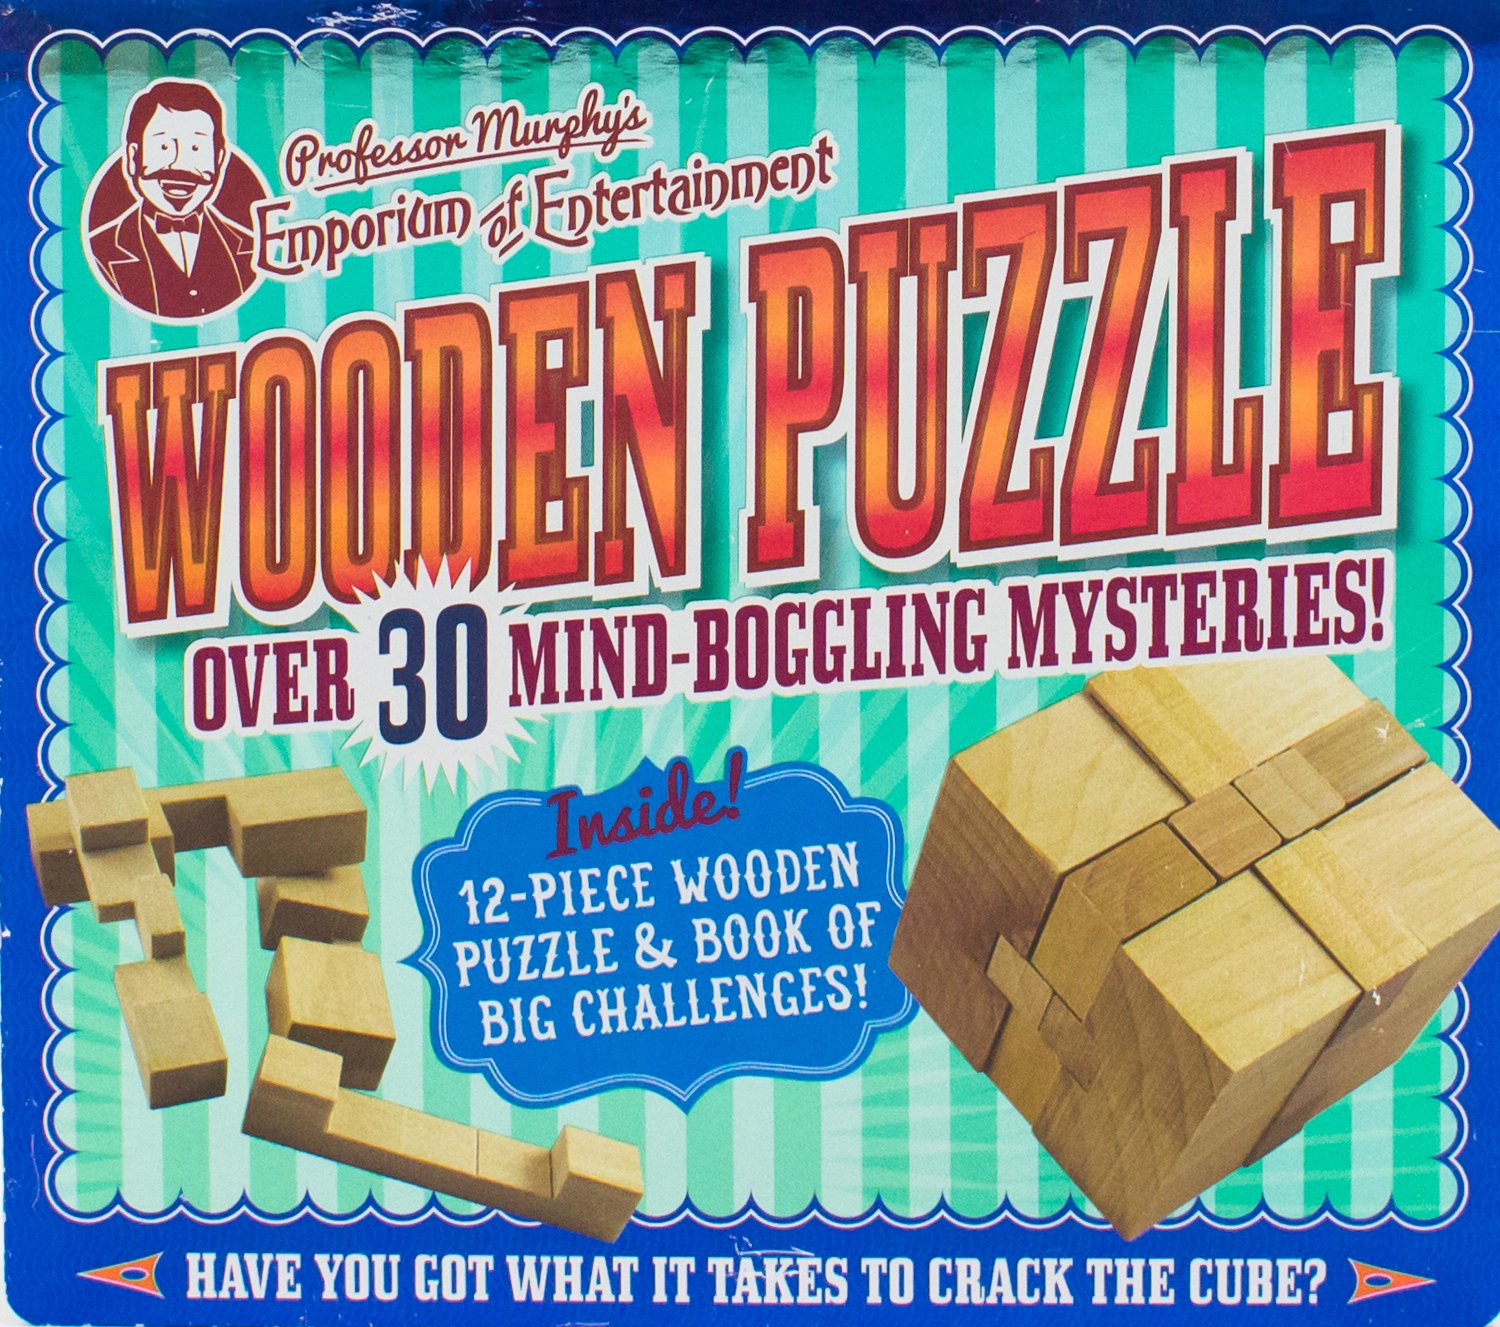 Professor Murphy's
Emporium of Entertainment
WOODEN PUZZLE
OVER 30 MIND-BOGGLING MYSTERIES!
Inside!
12-PIECE WOODEN
PUZZLE & BOOK OF
BIG CHALLENGES!
HAVE YOU GOT WHAT IT TAKES TO CRACK THE CUBE?